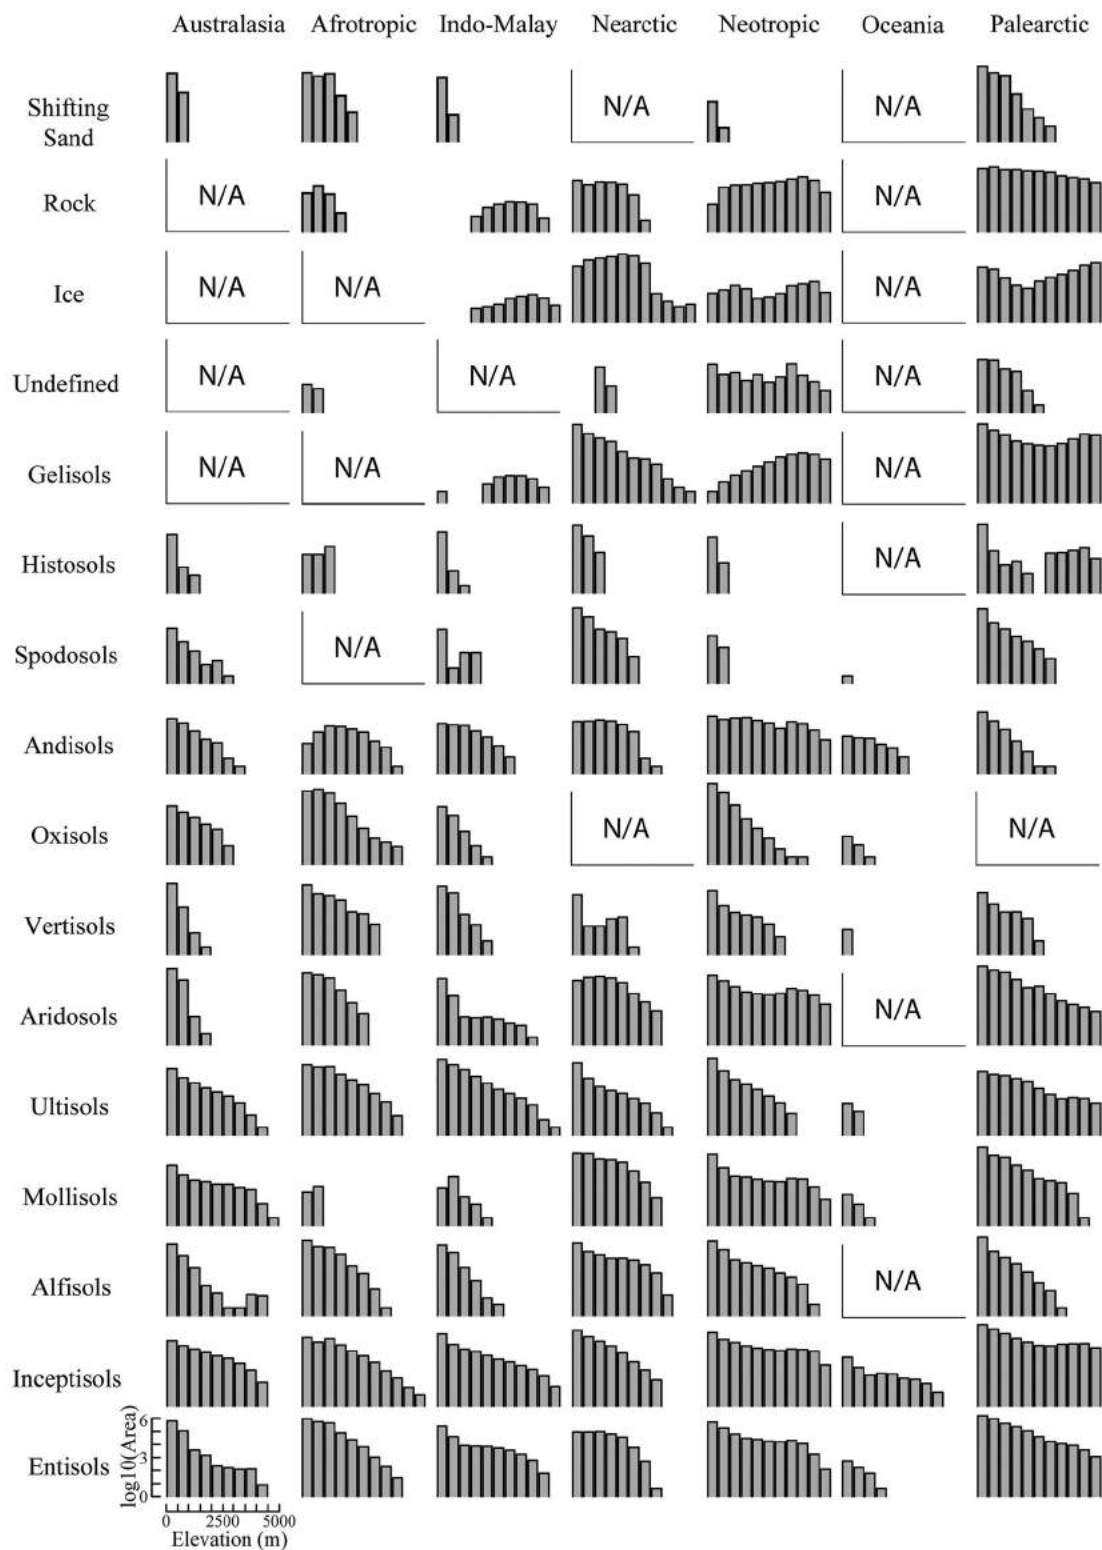 Australasia Afrotropic Indo-Malay Nearctic Neotropic Oceania Palearctic
Shifting
Sand
N/A N/A
Rock
N/A N/A
Ice
N/A N/A N/A
Undefined
N/A N/A N/A
Gelisols
N/A N/A N/A
Histosols
N/A
Spodosols
N/A
Andisols
Oxisols
N/A N/A
Vertisols
Aridosols
N/A
Ultisols
Mollisols
Alfisols
N/A
Inceptisols
Entisols
log10(Area)
6
3
0
0 2500 5000
Elevation (m)